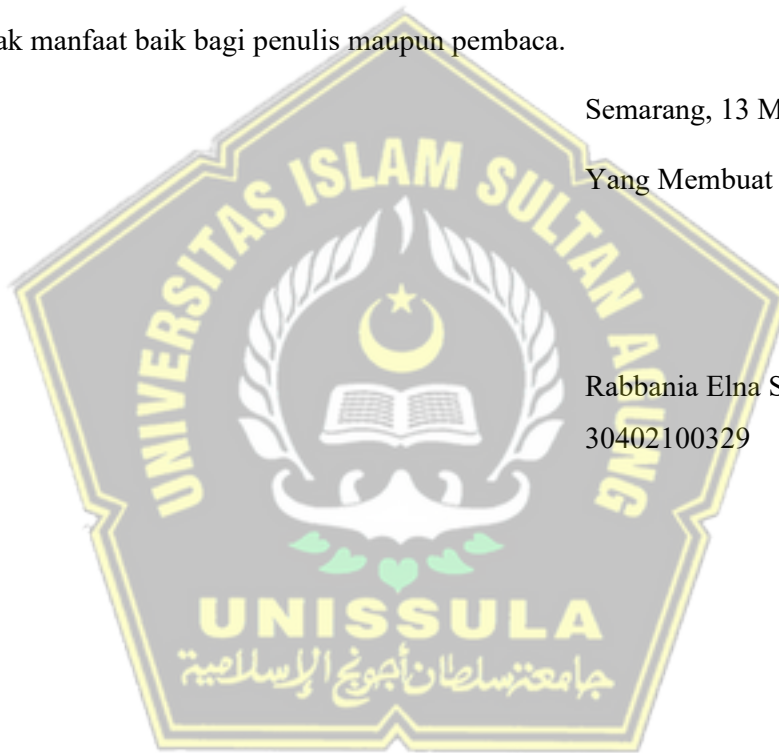 ak manfaat baik bagi penulis maupun pembaca.
Semarang, 13 M
Yang Membuat
UNIVERSITAS ISLAM SULTAN AGUNG
Rabbania Elna S
30402100329
UNISSULA
جامعة سلطان أجونج الإسلامية